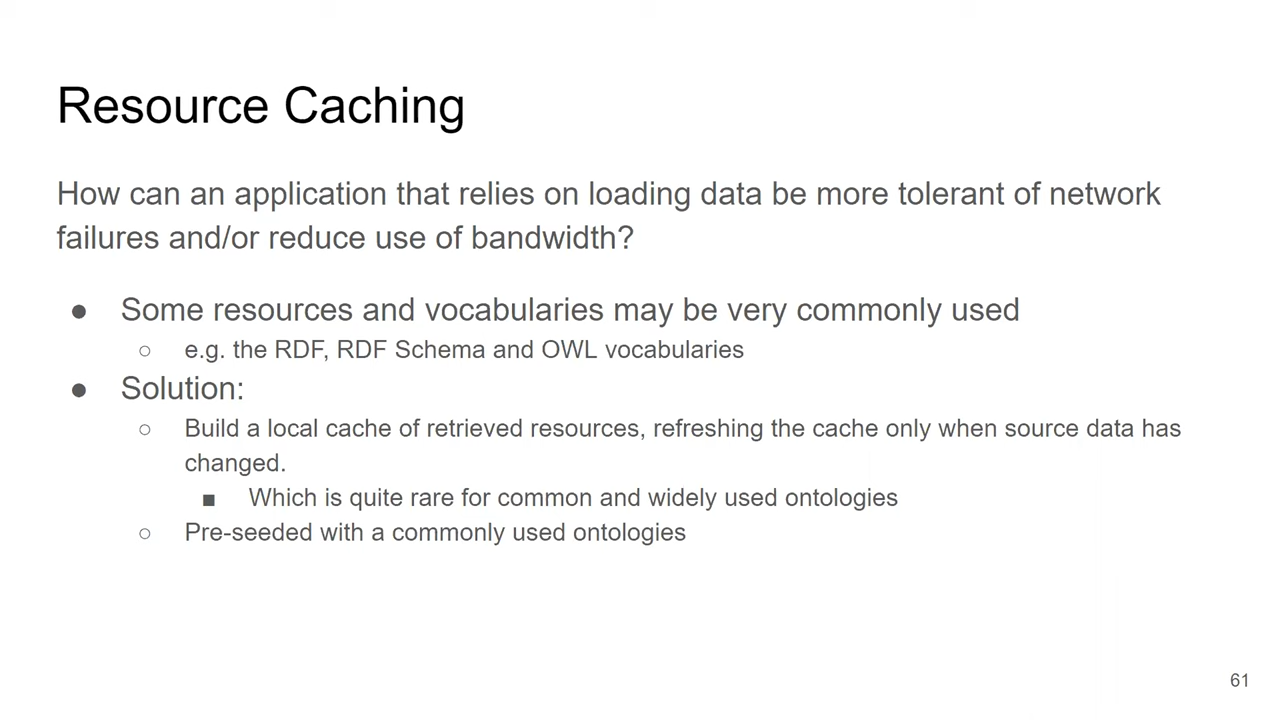 Resource Caching
How can an application that relies on loading data be more tolerant of network
failures and/or reduce use of bandwidth?
● Some resources and vocabularies may be very commonly used
○ e.g. the RDF, RDF Schema and OWL vocabularies
● Solution:
○ Build a local cache of retrieved resources, refreshing the cache only when source data has
changed.
■ Which is quite rare for common and widely used ontologies
○ Pre-seeded with a commonly used ontologies
61